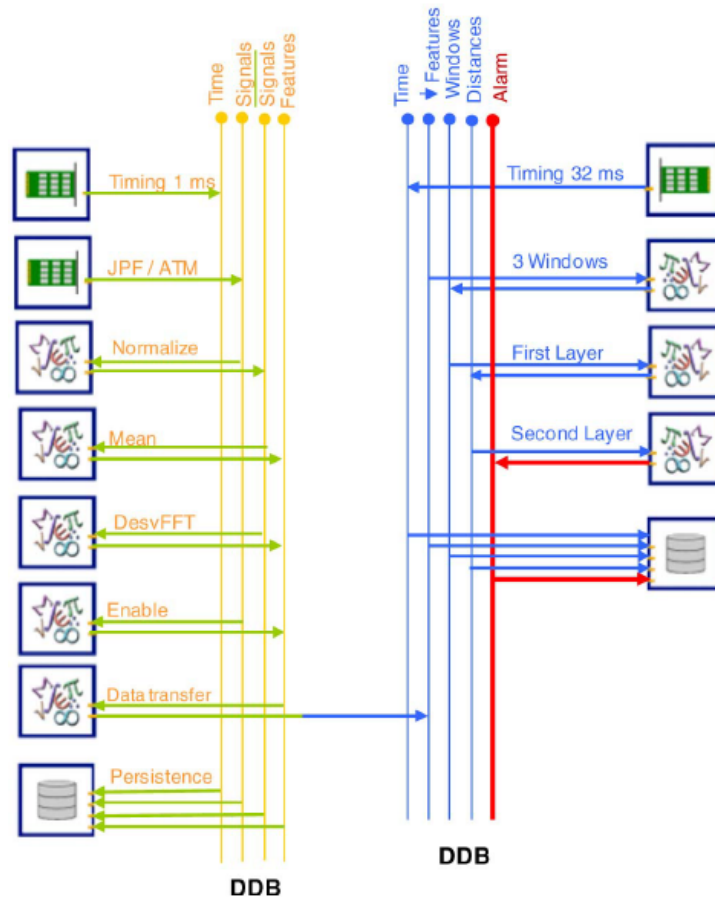 Time
Signals
Signals
Features
Time
Features
Windows
Distances
Alarm
Timing 1 ms
Timing 32 ms
JPF / ATM
3 Windows
Normalize
First Layer
Mean
Second Layer
DesvFFT
Enable
Data transfer
Persistence
DDB
DDB